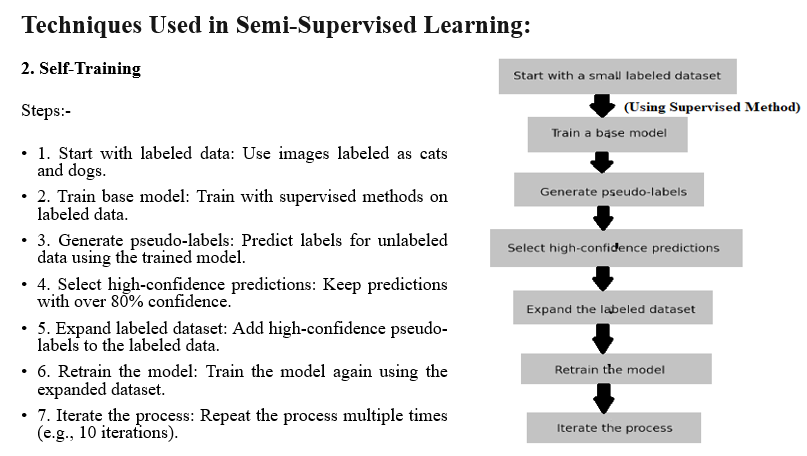 Techniques Used in Semi-Supervised Learning:
2. Self-Training
Steps:-
• 1. Start with labeled data: Use images labeled as cats
and dogs.
• 2. Train base model: Train with supervised methods on
labeled data.
• 3. Generate pseudo-labels: Predict labels for unlabeled
data using the trained model.
• 4. Select high-confidence predictions: Keep predictions
with over 80% confidence.
• 5. Expand labeled dataset: Add high-confidence pseudo-
labels to the labeled data.
• 6. Retrain the model: Train the model again using the
expanded dataset.
• 7. Iterate the process: Repeat the process multiple times
(e.g., 10 iterations).
Start with a small labeled dataset
(Using Supervised Method)
Train a base model
Generate pseudo-labels
Select high-confidence predictions
Expand the labeled dataset
Retrain the model
Iterate the process